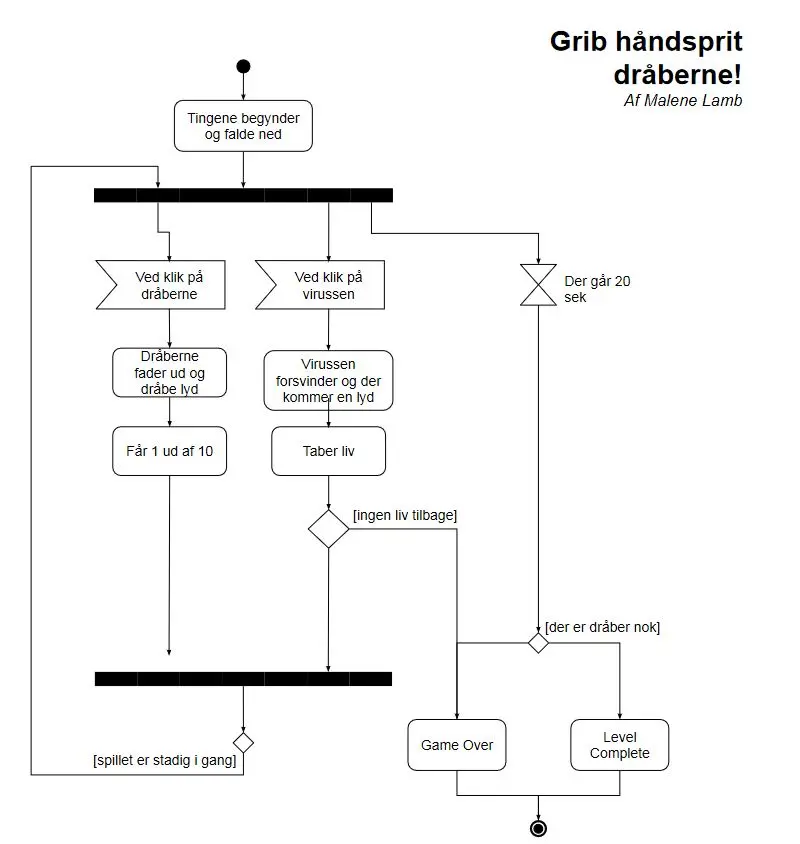 Grib håndsprit
dråberne!
Af Malene Lamb
Tingene begynder
og falde ned
Ved klik på
dråberne
Ved klik på
virussen
Der går 20
sek
Dråberne
fader ud og
dråbe lyd
Virussen
forsvinder og der
kommer en lyd
Får 1 ud af 10
Taber liv
[ingen liv tilbage]
[der er dråber nok]
Game Over
Level
Complete
[spillet er stadig i gang]